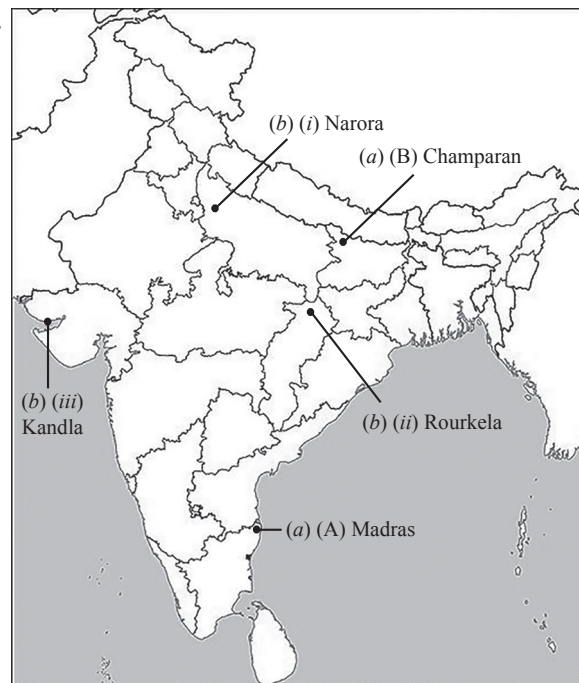 (b) (i) Narora
(a) (B) Champaran
(b) (iii)
Kandla
(b) (ii) Rourkela
(a) (A) Madras